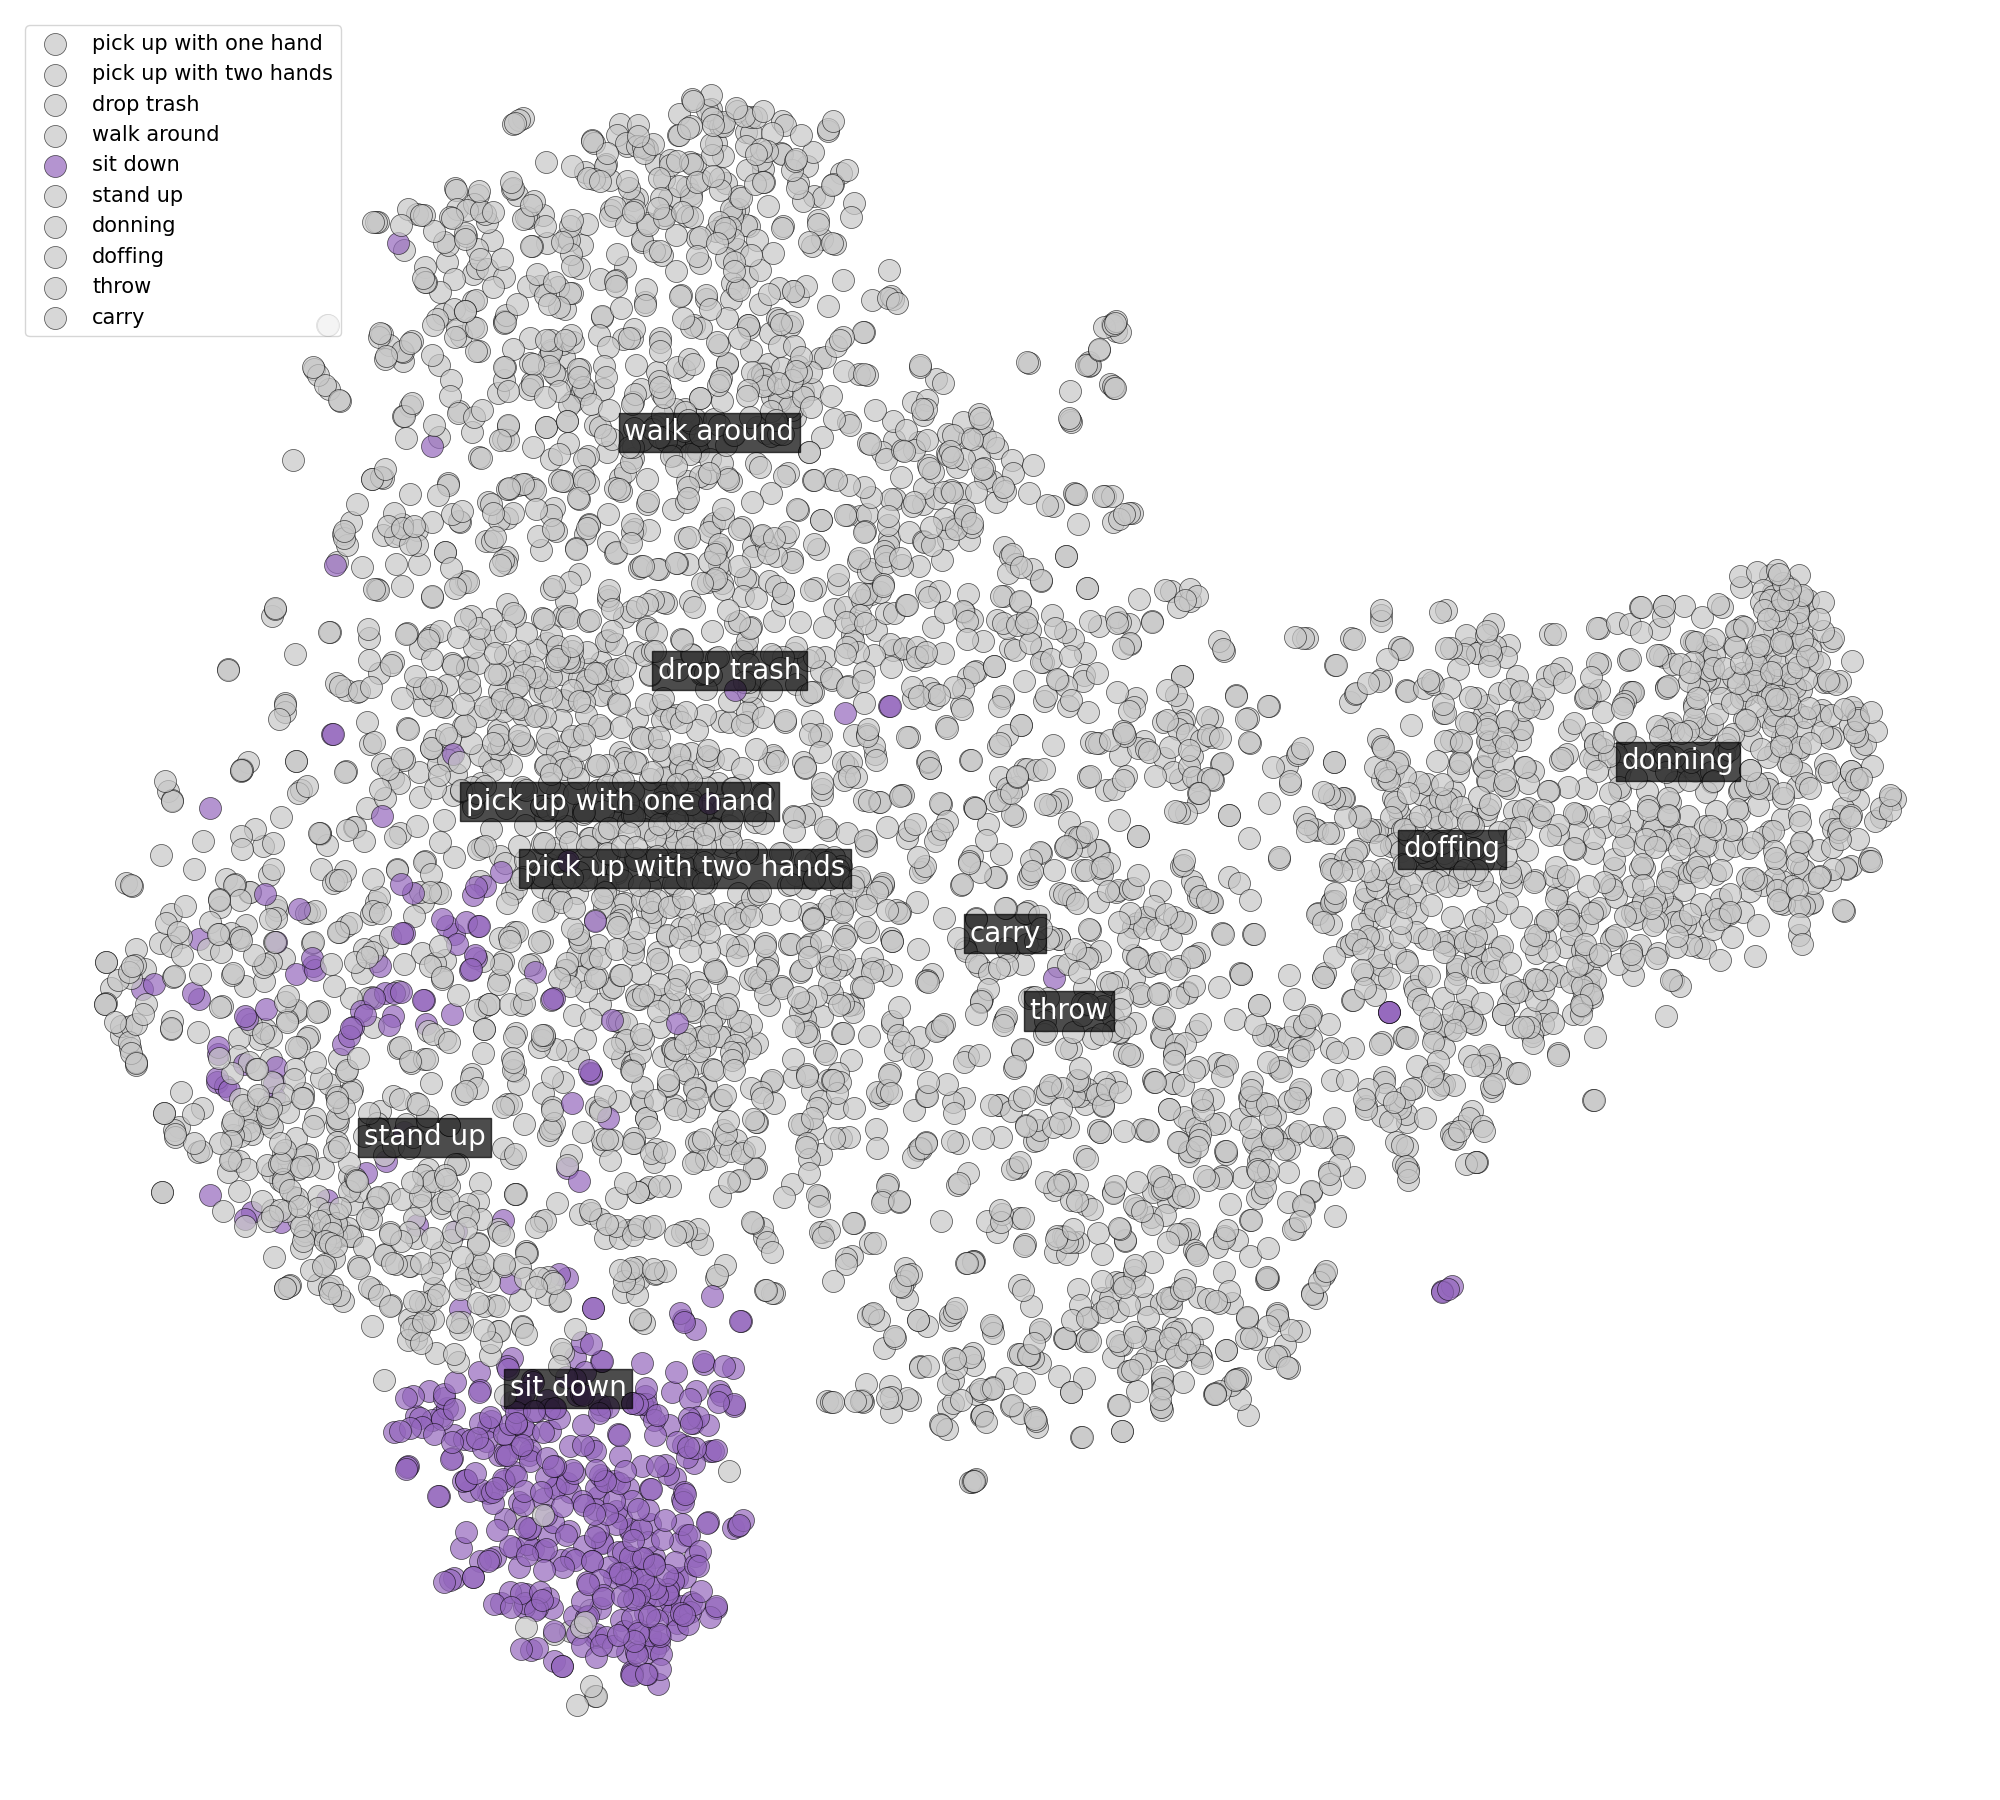 pick up with one hand
pick up with two hands
drop trash
walk around
sit down
stand up
donning
doffing
throw
carry
walk around
drop trash
donning
pick up with one hand
doffing
pick up with two hands
carry
throw
stand up
sit down